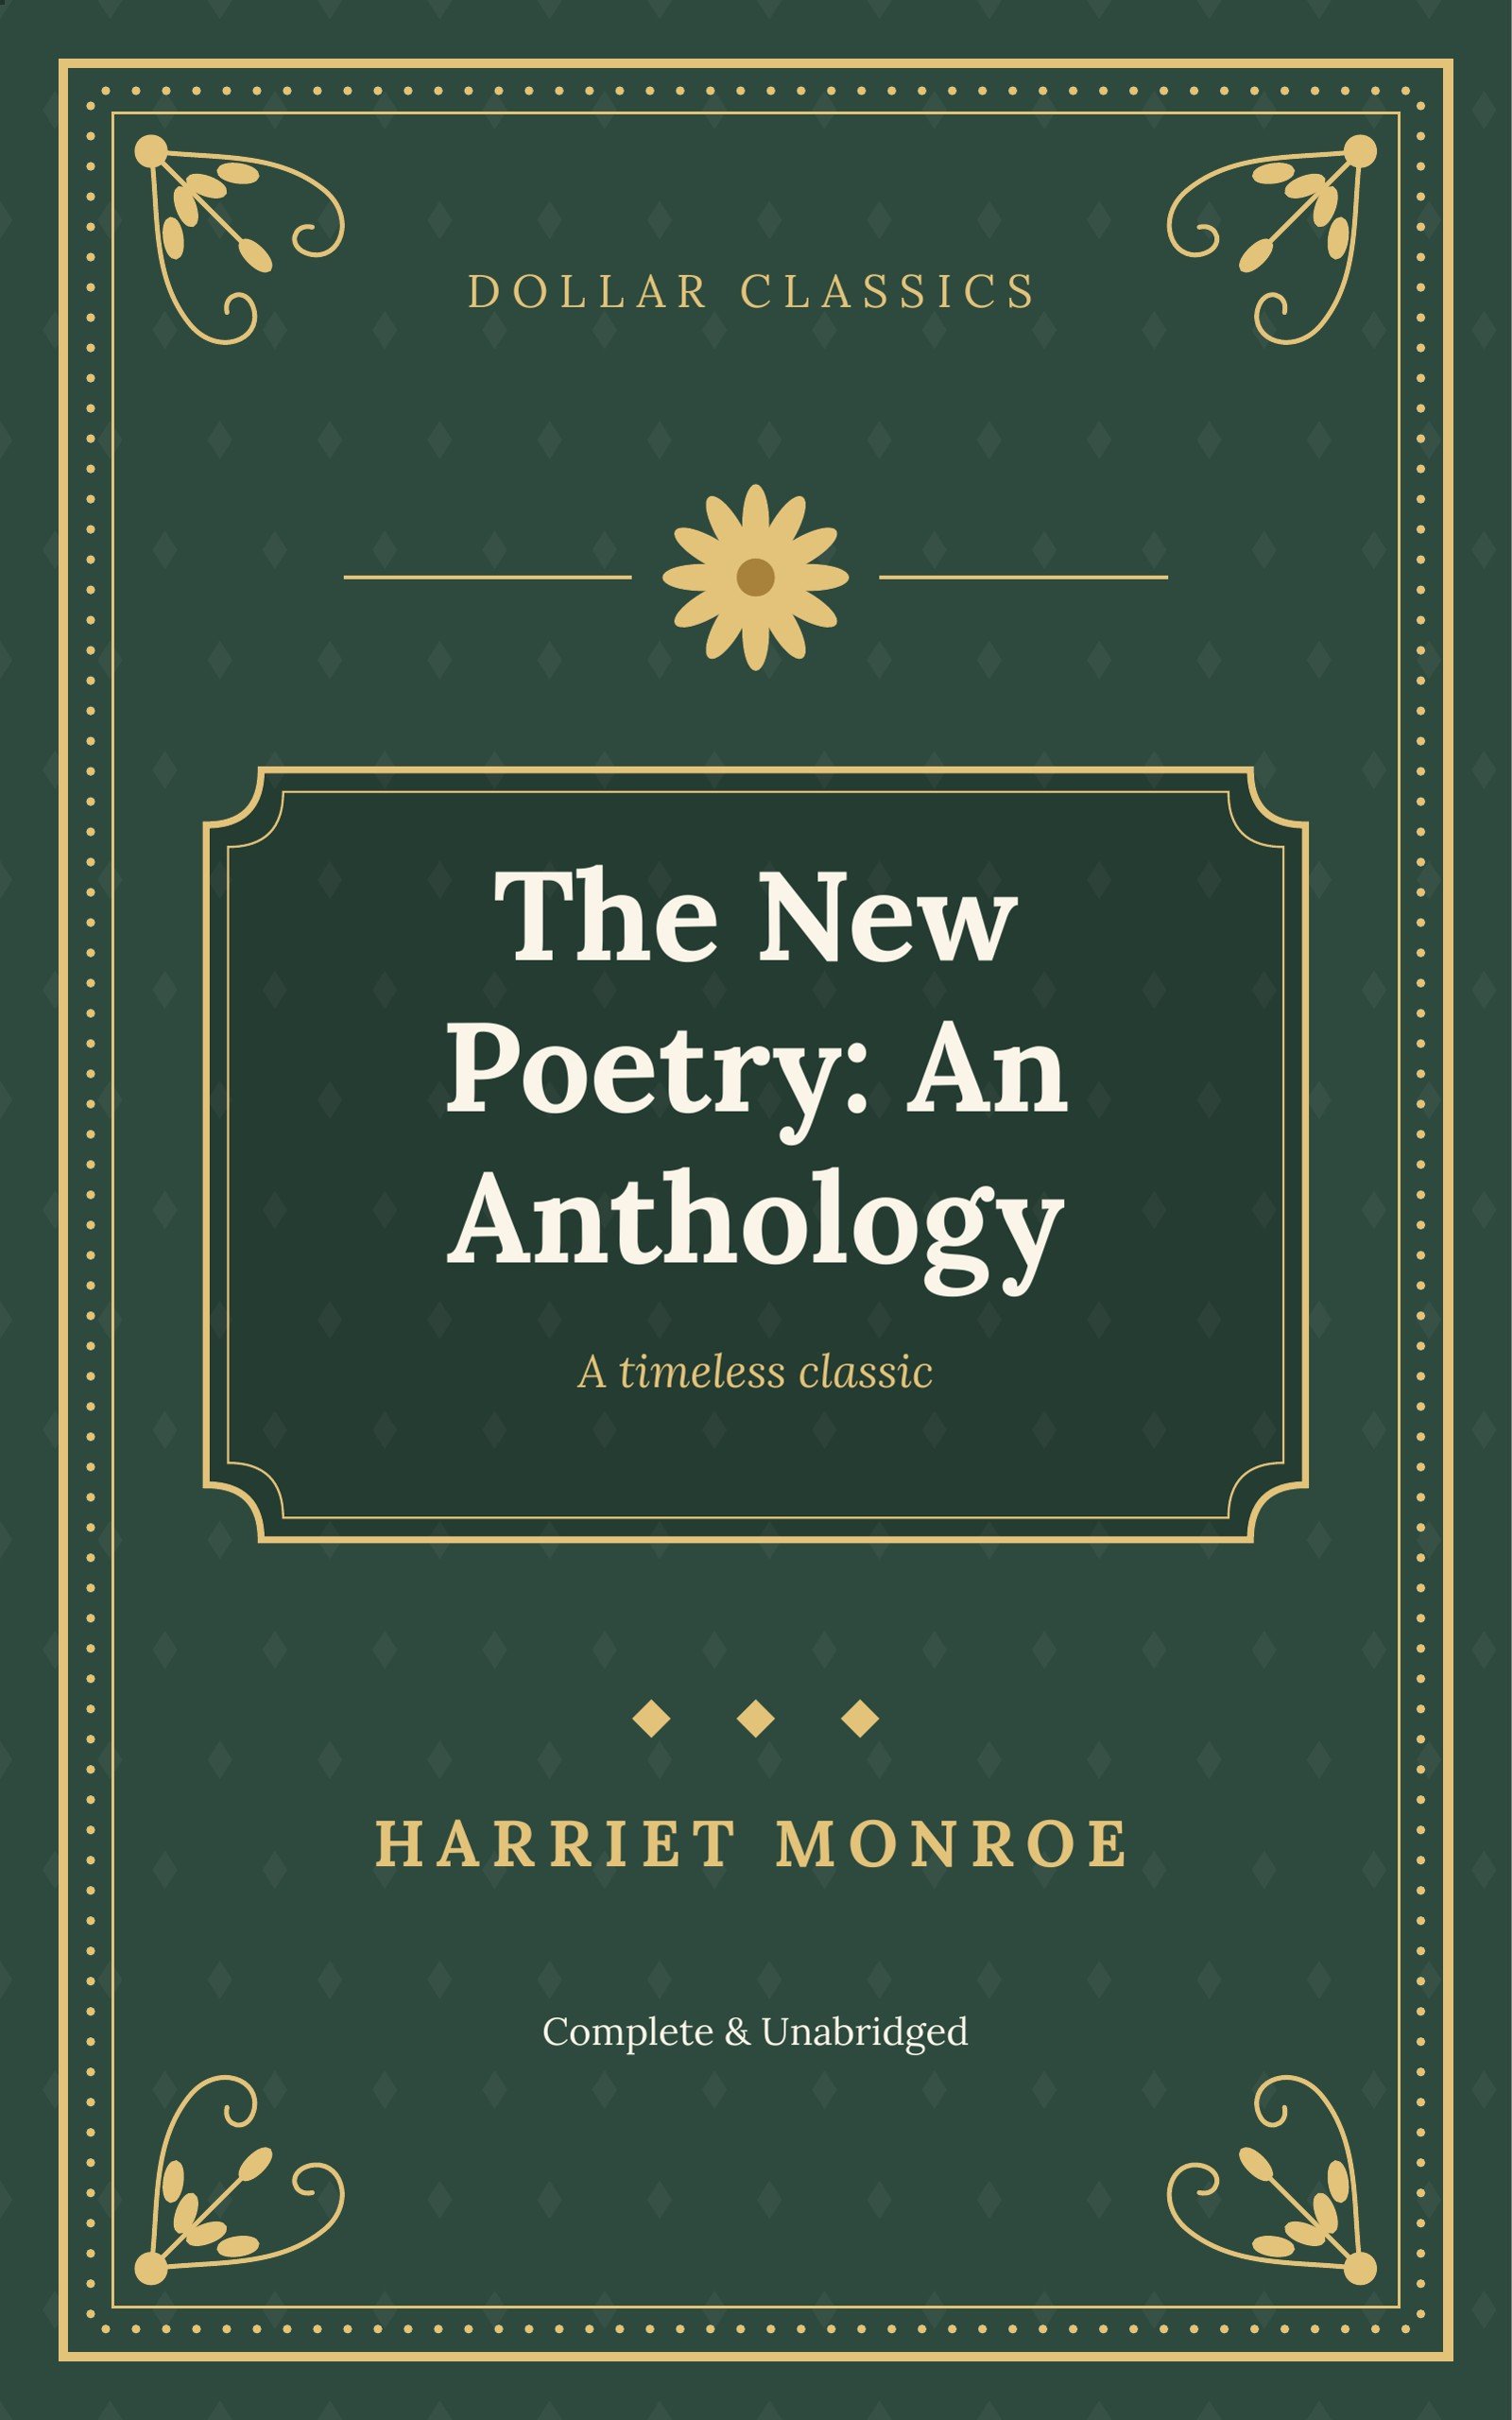 DOLLAR CLASSICS
The New
Poetry: An
Anthology
A timeless classic
HARRIET MONROE
Complete & Unabridged